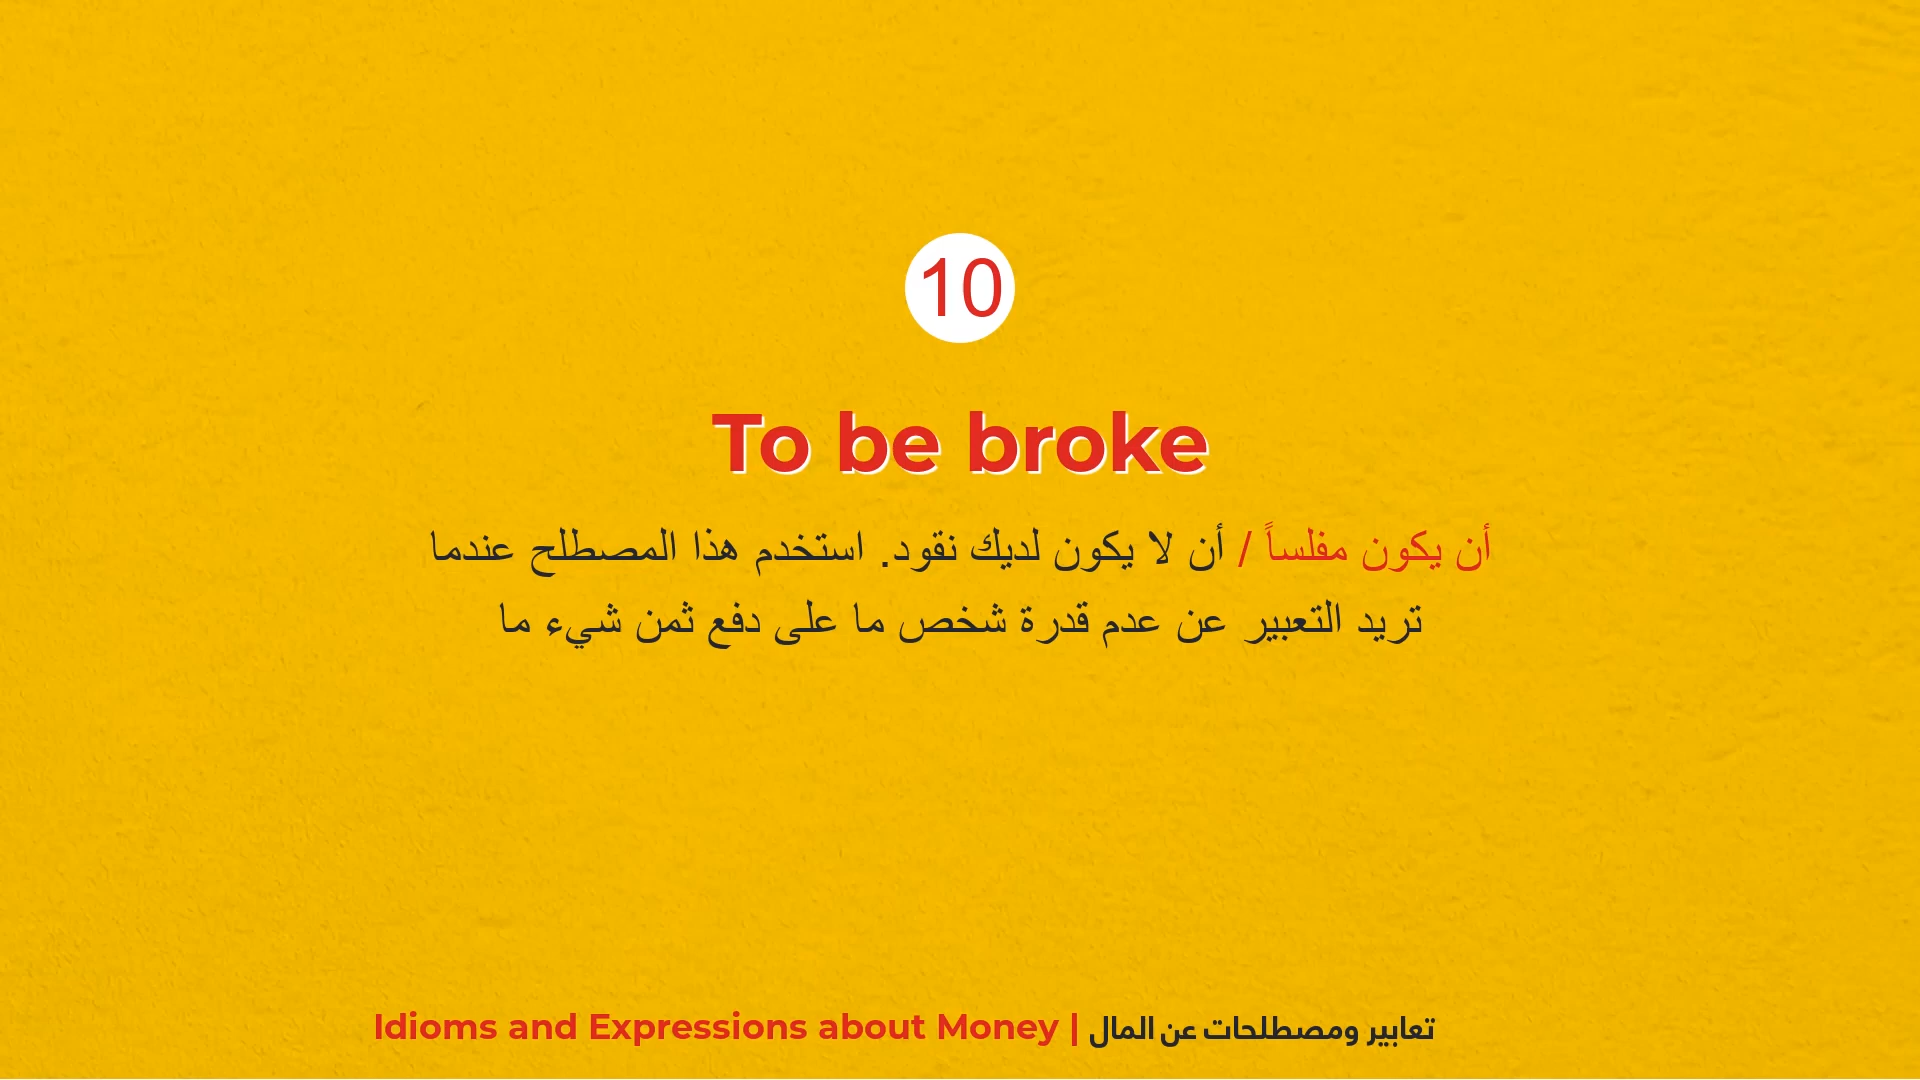 10
To be broke
أن يكون مفلساً / أن لا يكون لديك نقود. استخدم هذا المصطلح عندما
تريد التعبير عن عدم قدرة شخص ما على دفع ثمن شيء ما
Idioms and Expressions about Money | تعابير ومصطلحات عن المال